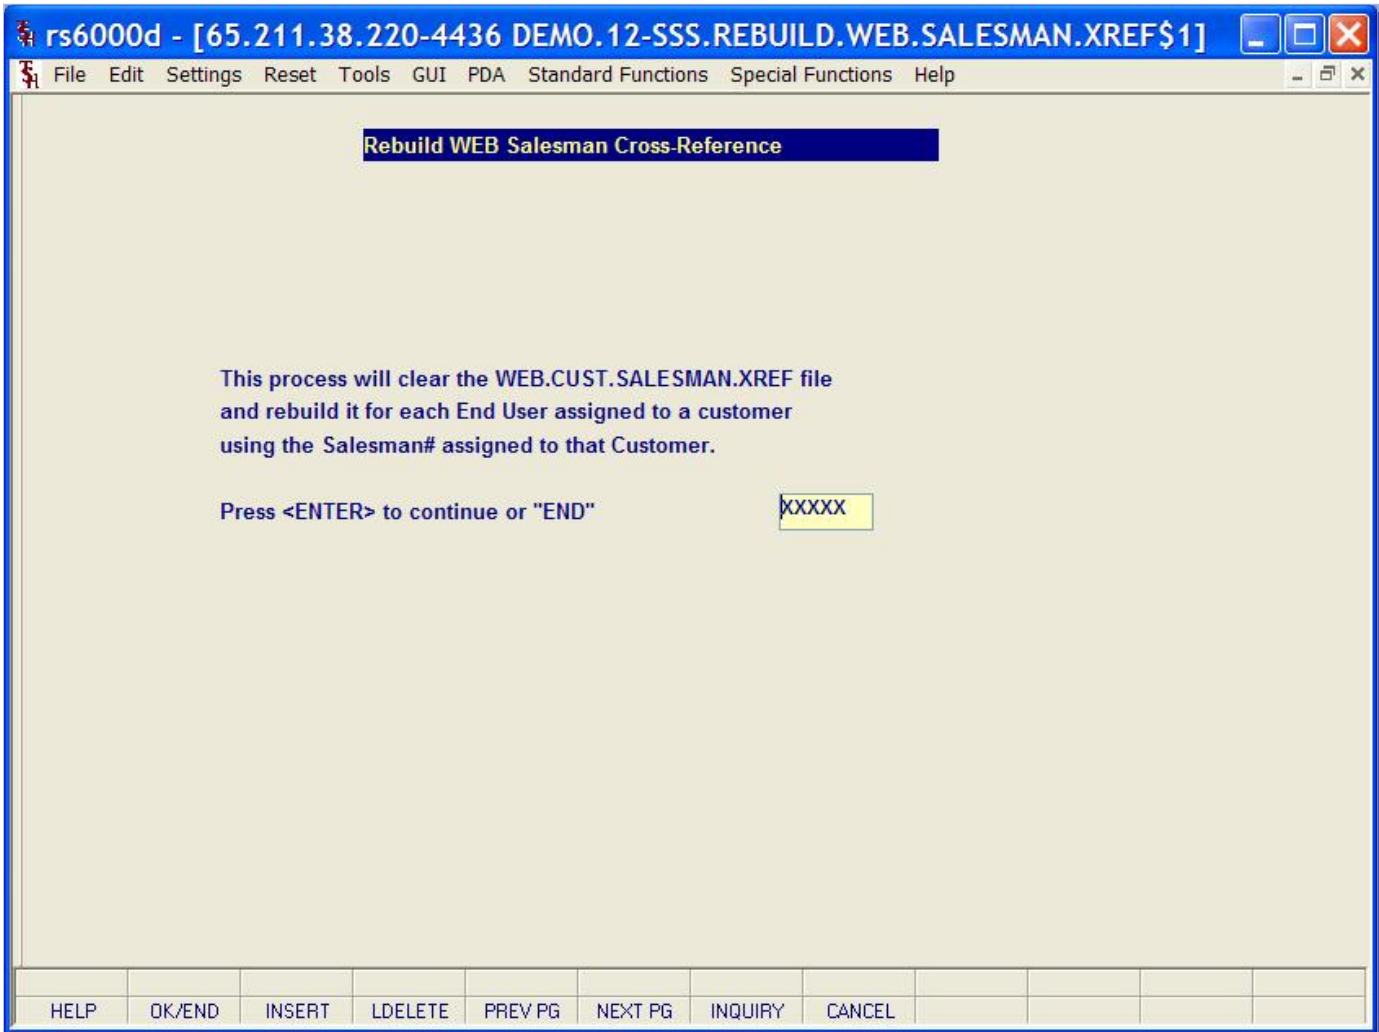 rs6000d - [65.211.38.220-4436 DEMO.12-SSS.REBUILD.WEB.SALESMAN.XREF$1]
File Edit Settings Reset Tools GUI PDA Standard Functions Special Functions Help
Rebuild WEB Salesman Cross-Reference
This process will clear the WEB.CUST.SALESMAN.XREF file
and rebuild it for each End User assigned to a customer
using the Salesman# assigned to that Customer.
Press <ENTER> to continue or "END" XXXXX
HELP OK/END INSERT LDELETE PREV PG NEXT PG INQUIRY CANCEL